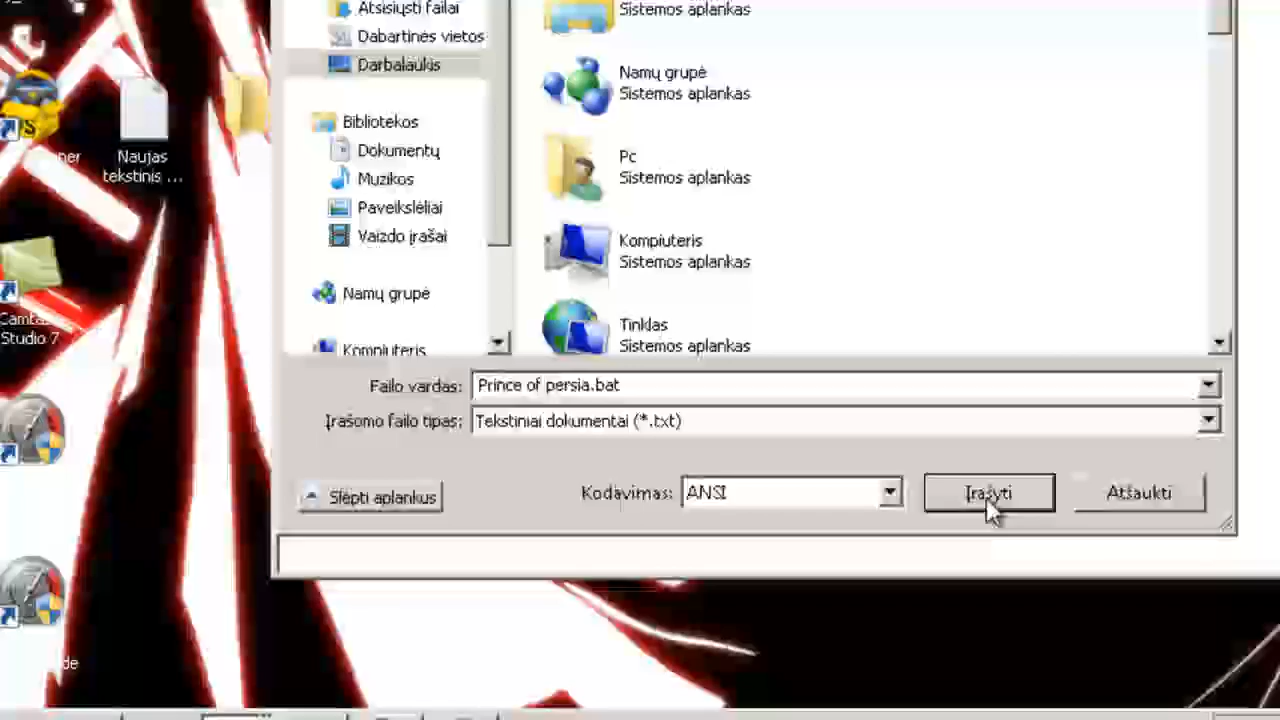 Atsisiųsti failai
Dabartinės vietos
Darbalaukis
Bibliotekos
Dokumentų
Muzikos
Paveikslėliai
Vaizdo įrašai
Namų grupė
Kompiuteris
Sistemos aplankas
Namų grupė
Sistemos aplankas
Pc
Sistemos aplankas
Kompiuteris
Sistemos aplankas
Tinklas
Sistemos aplankas
Failo vardas: Prince of persia.bat
Įrašomo failo tipas: Tekstiniai dokumentai (*.txt)
Slėpti aplankus
Kodavimas: ANSI
Įrašyti
Atšaukti
Naujas
tekstinis ...
Studio 7